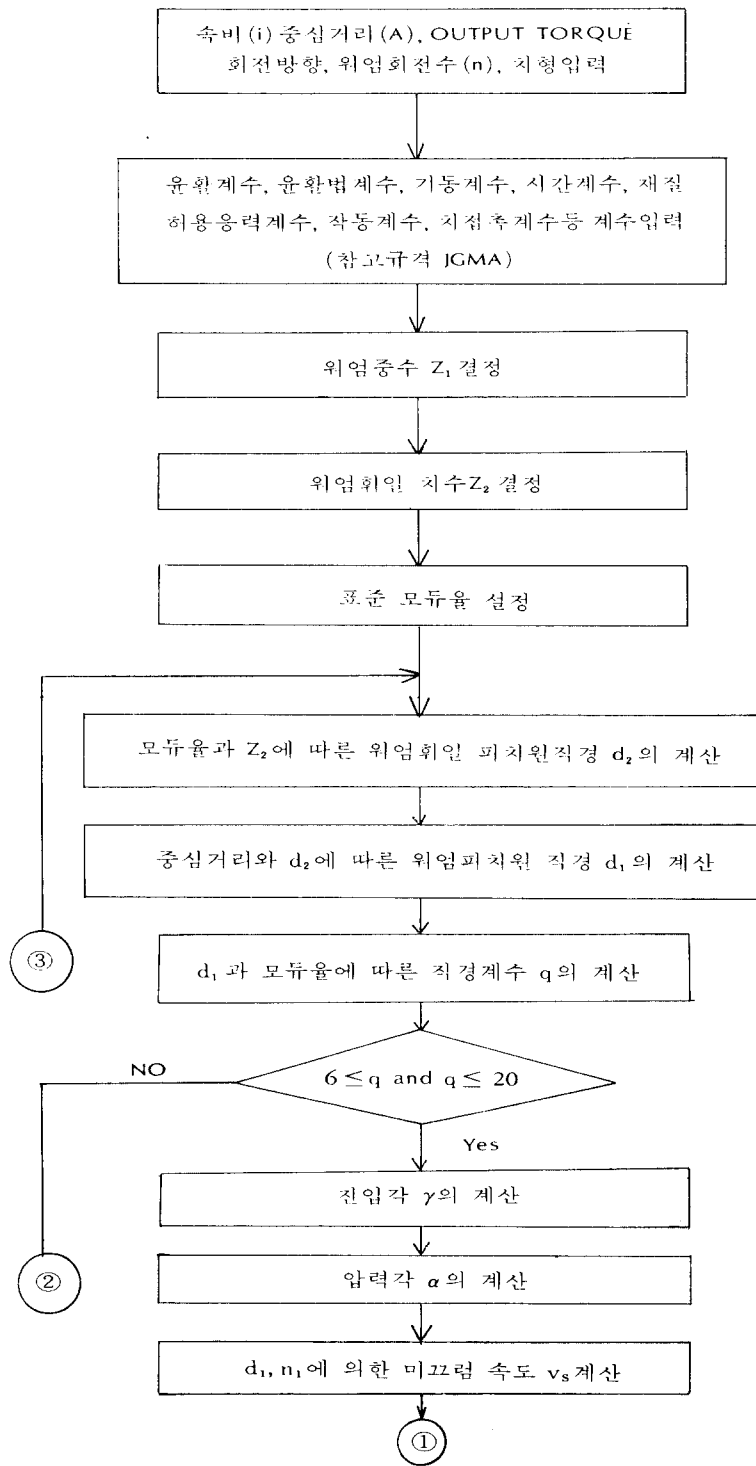 속비(i)중심거리(A), OUTPUT TORQUE
회전방향, 위엄회전수(n), 치형입력
윤활계수, 윤활법계수, 기동계수, 시간계수, 재질
허용응력계수, 작동계수, 치접촉계수등 계수입력
(참고규격 JGMA)
위엄줄수 Z₁ 결정
위엄휘일 치수Z₂ 결정
표준 모듀율 설정
모듀율과 Z₂에 따른 위엄휘일 피치원직경 d₂의 계산
중심거리와 d₂에 따른 위엄피치원 직경 d₁의 계산
③
d₁과 모듀율에 따른 직경계수 q의 계산
NO
6 ≤ q and q ≤ 20
Yes
진입각 γ의 계산
②
압력각 α의 계산
d₁, n₁에 의한 미끄럼 속도 vₛ계산
①